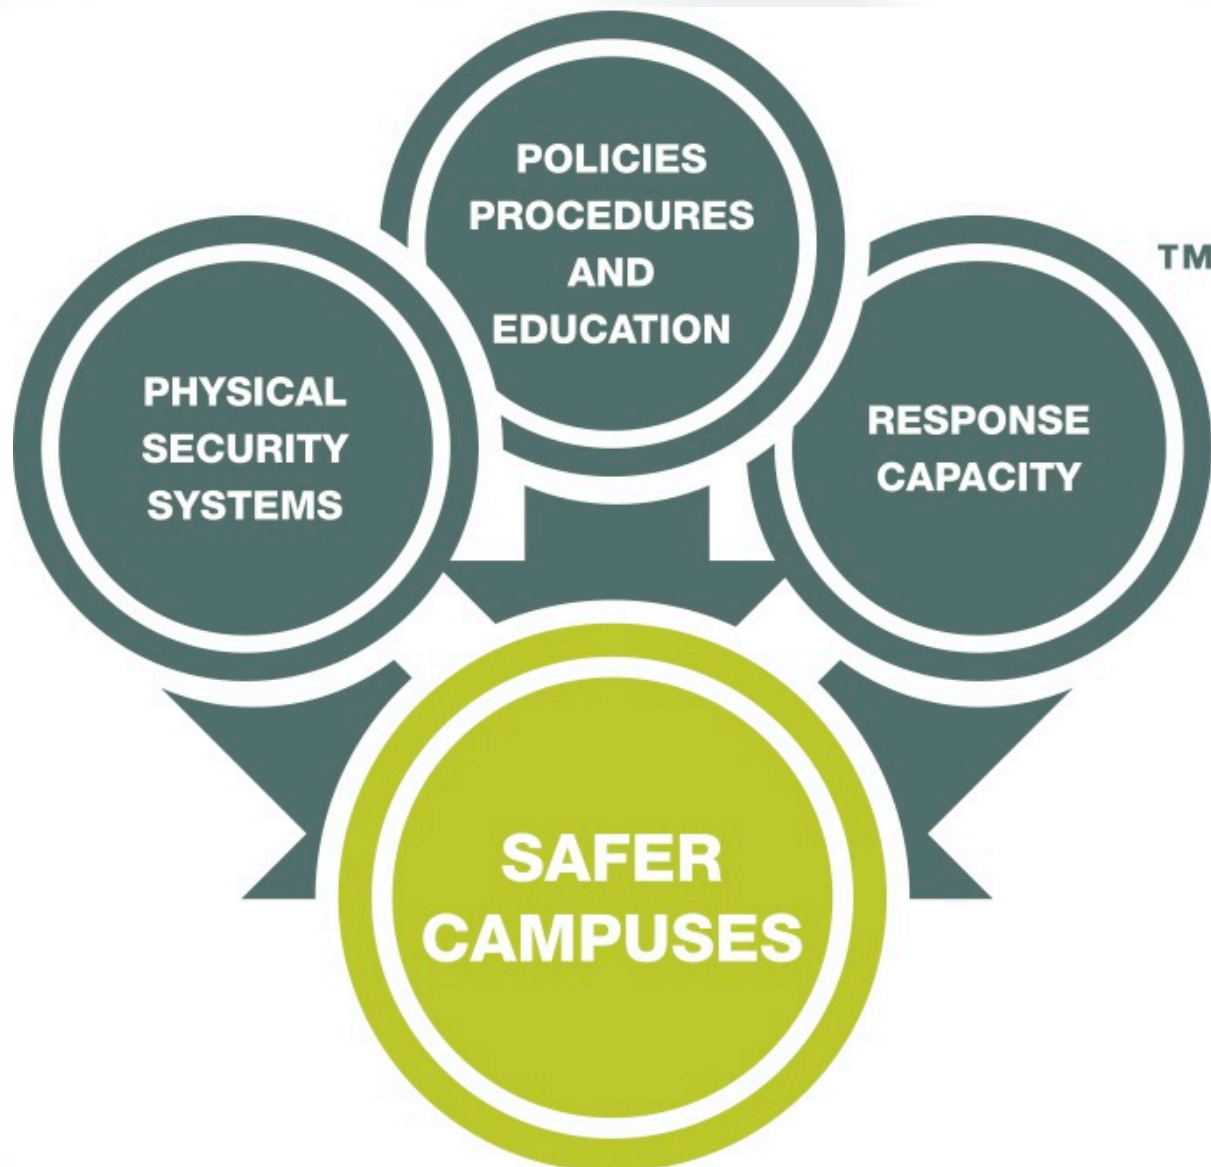 POLICIES
PROCEDURES
AND
EDUCATION
PHYSICAL
SECURITY
SYSTEMS
RESPONSE
CAPACITY
TM
SAFER
CAMPUSES